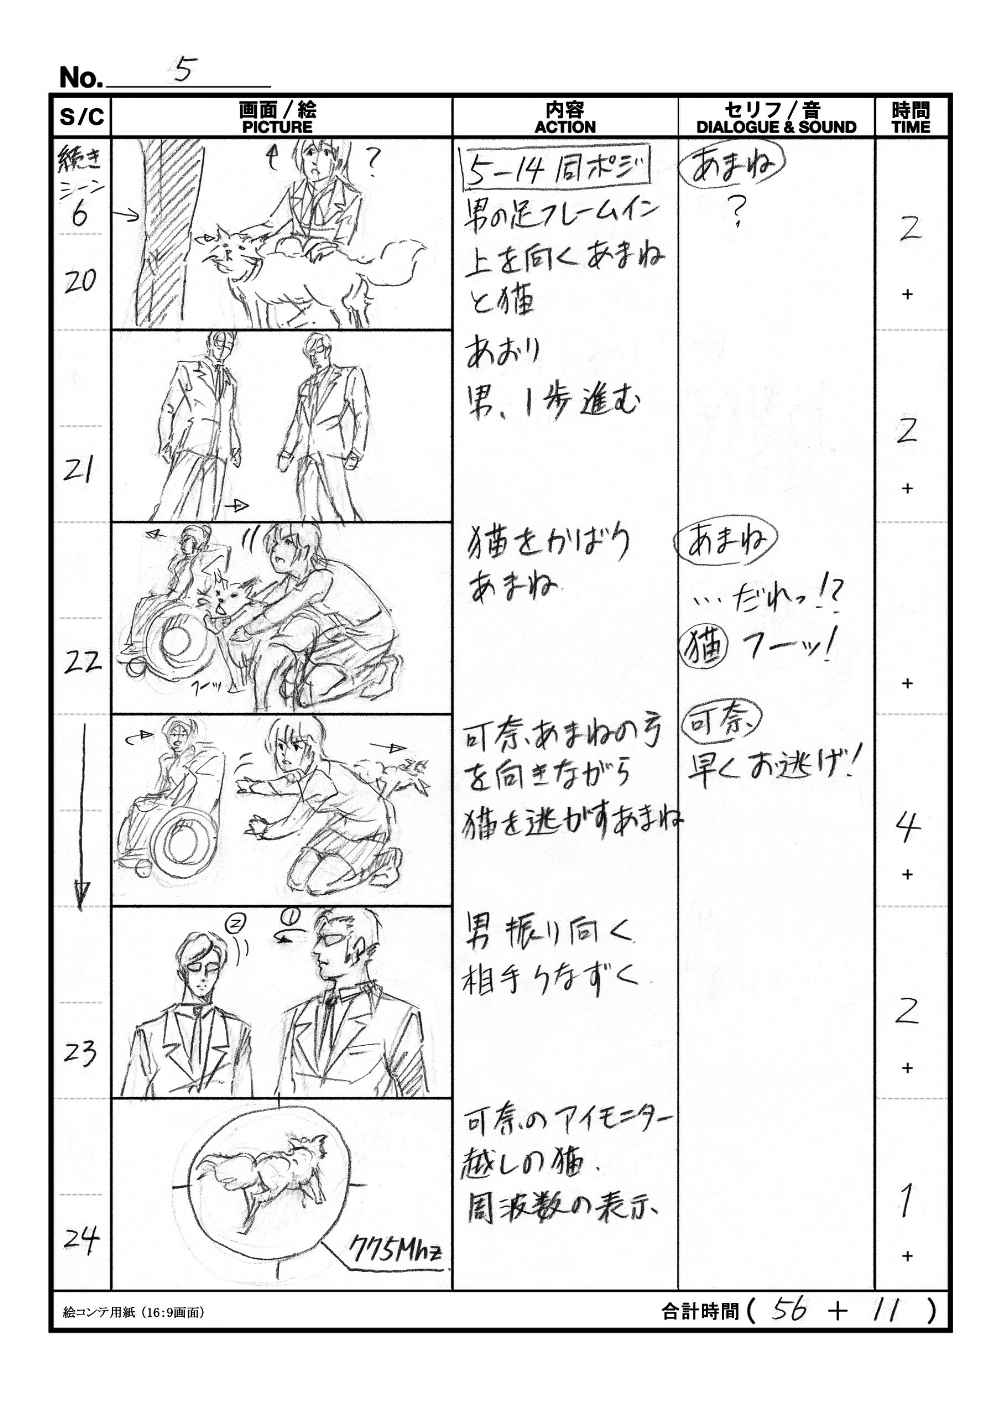 No. 5
S/C
画面/絵
PICTURE
内容
ACTION
セリフ/音
DIALOGUE & SOUND
時間
TIME
続き
シーン
6
20
?
5-14 同ポジ
男の足フレームイン
上を向くあまね
と猫
あまね
?
2
+
21
あおり
男、1歩進む
2
+
22
フーッ
猫をかばう
あまね
あまね
…だれっ!?
猫 フーッ!
+
可奈、あまねの方
を向きながら
猫を逃がすあまね
可奈
早くお逃げ!
4
+
23
②
①
男振り向く
相手うなずく
2
+
24
775Mhz
可奈のアイモニター
越しの猫.
周波数の表示
1
+
絵コンテ用紙(16:9画面)
合計時間( 56 + 11 )